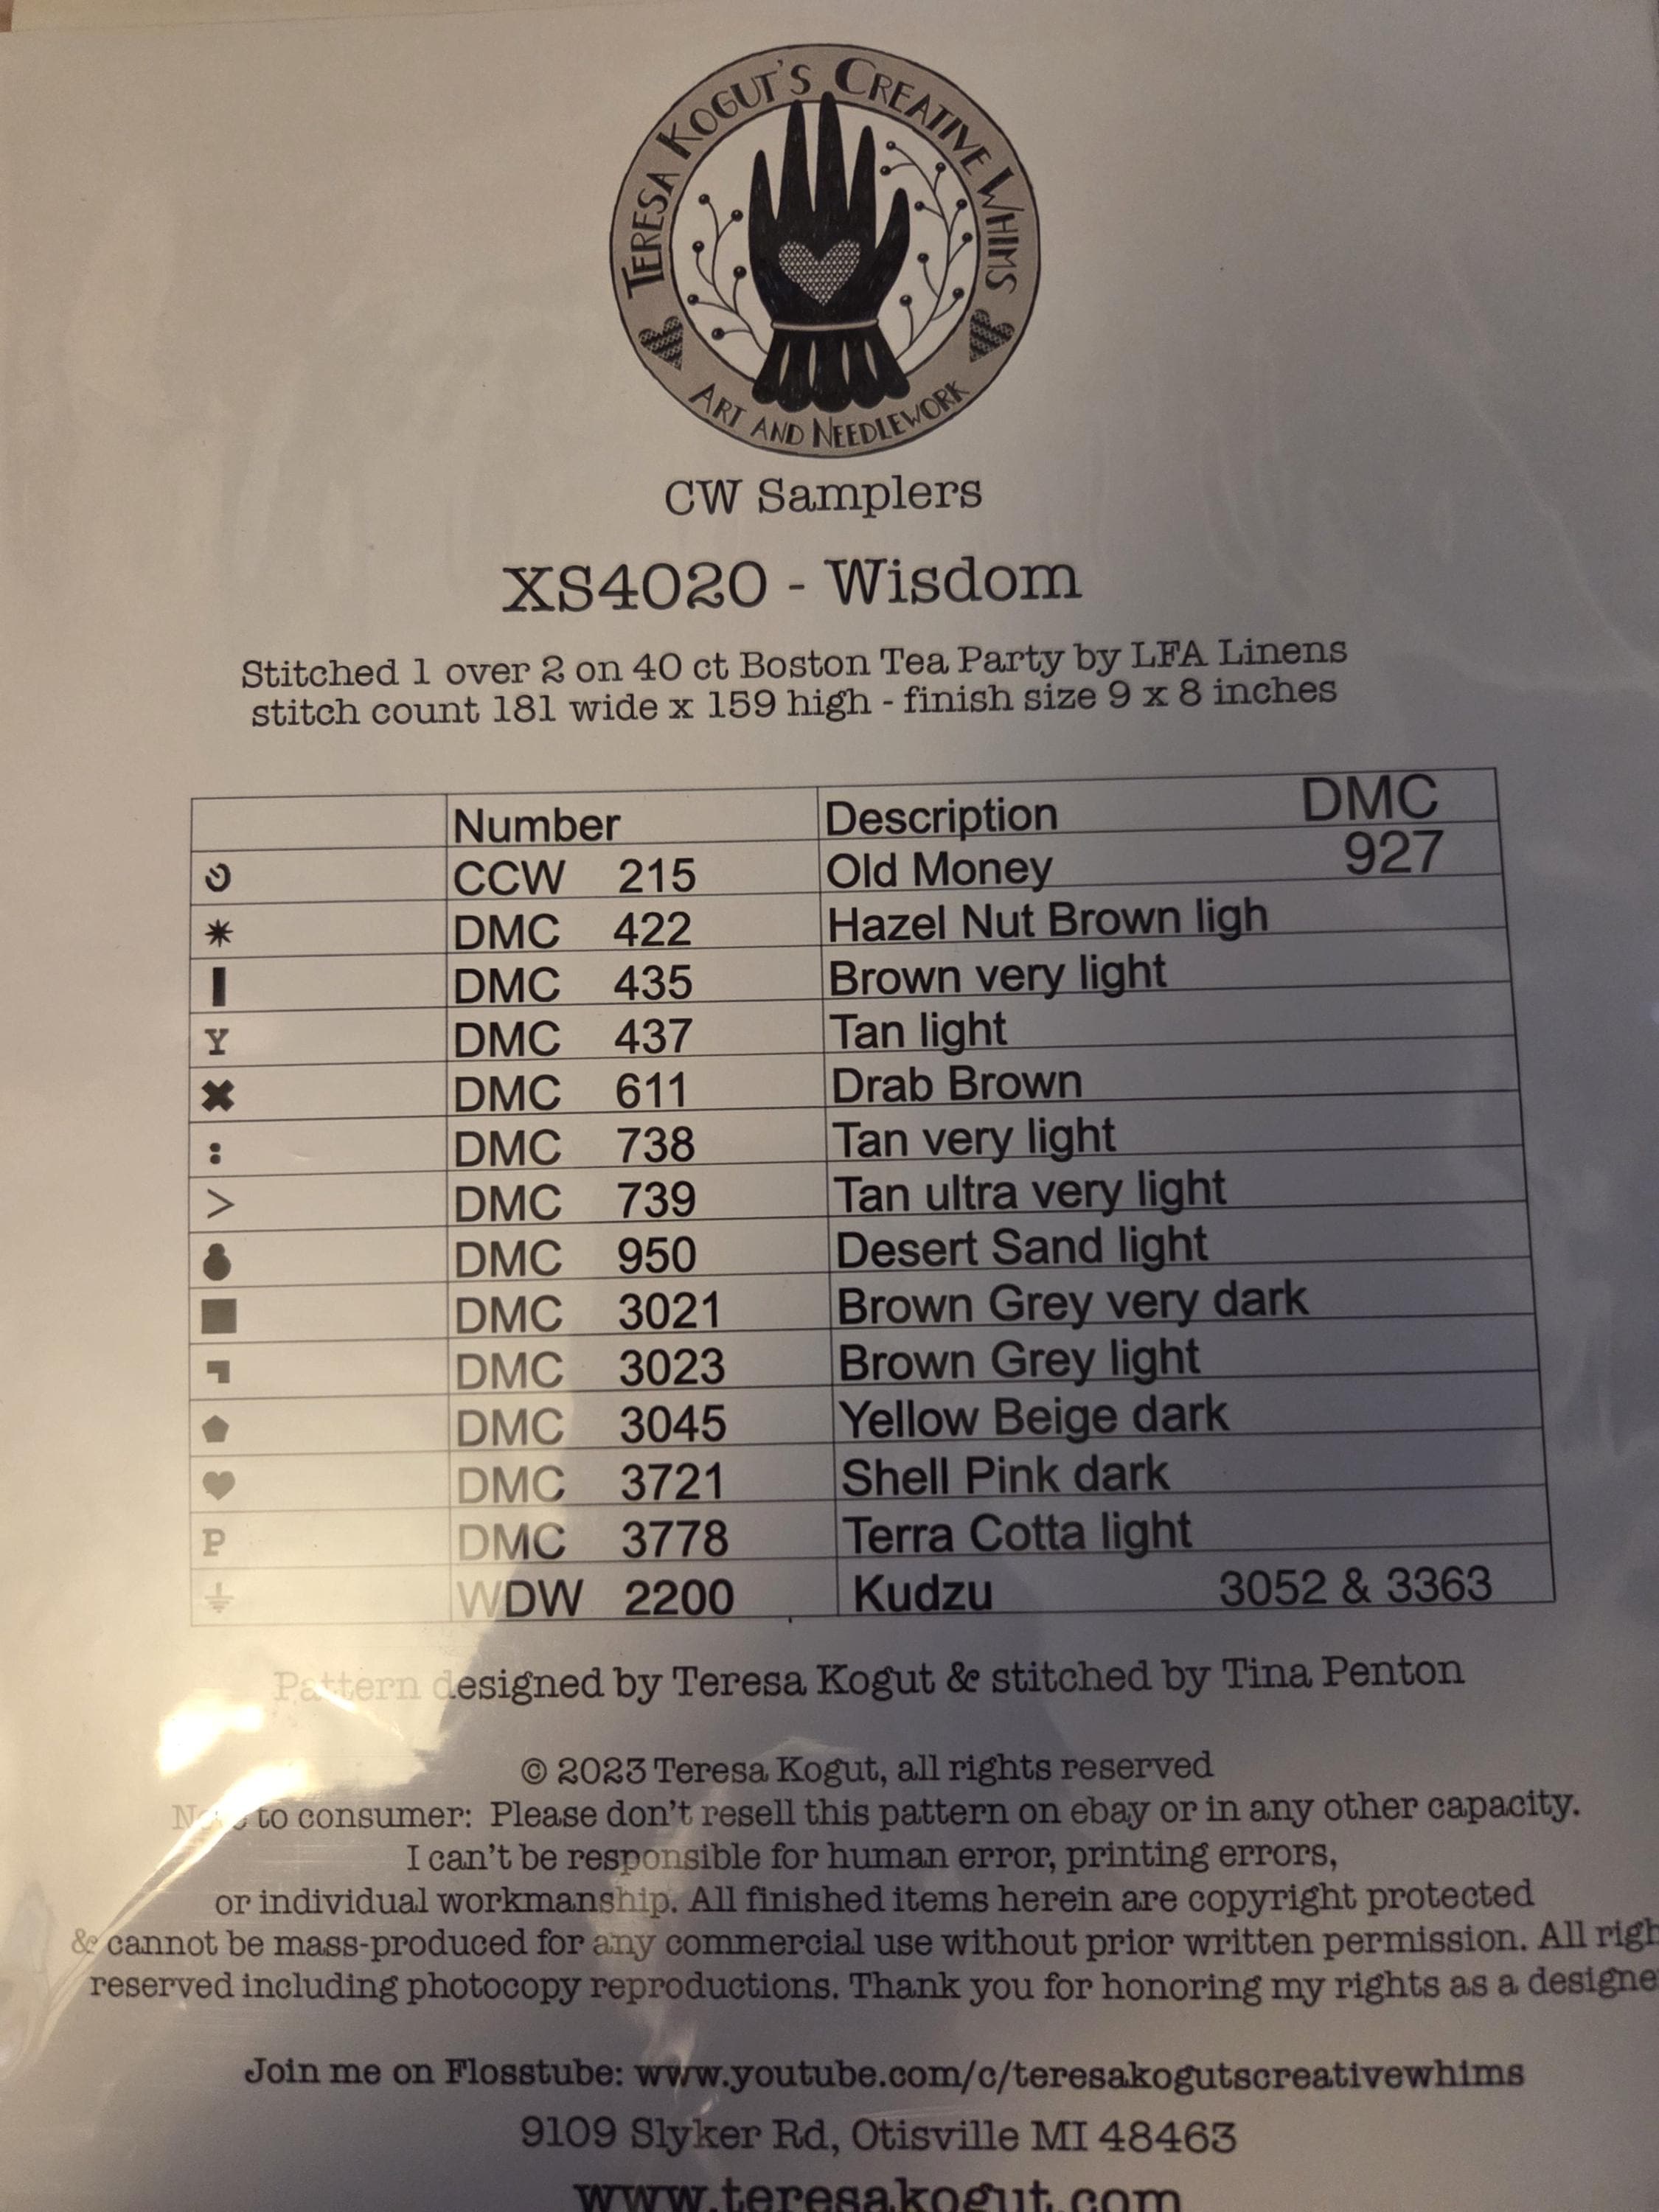 TERESA KOGUT'S CREATIVE WHIMS
ART AND NEEDLEWORK
CW Samplers
XS4020 - Wisdom
Stitched 1 over 2 on 40 ct Boston Tea Party by LFA Linens
stitch count 181 wide x 159 high - finish size 9 x 8 inches
Number Description DMC
CCW 215 Old Money 927
DMC 422 Hazel Nut Brown ligh
DMC 435 Brown very light
Y DMC 437 Tan light
DMC 611 Drab Brown
: DMC 738 Tan very light
> DMC 739 Tan ultra very light
DMC 950 Desert Sand light
DMC 3021 Brown Grey very dark
DMC 3023 Brown Grey light
DMC 3045 Yellow Beige dark
DMC 3721 Shell Pink dark
P DMC 3778 Terra Cotta light
WDW 2200 Kudzu 3052 & 3363
Pattern designed by Teresa Kogut & stitched by Tina Penton
© 2023 Teresa Kogut, all rights reserved
Note to consumer: Please don't resell this pattern on ebay or in any other capacity.
I can't be responsible for human error, printing errors,
or individual workmanship. All finished items herein are copyright protected
& cannot be mass-produced for any commercial use without prior written permission. All righ
reserved including photocopy reproductions. Thank you for honoring my rights as a designe
Join me on Flosstube: www.youtube.com/c/teresakogutscreativewhims
9109 Slyker Rd, Otisville MI 48463
www.teresakogut.com